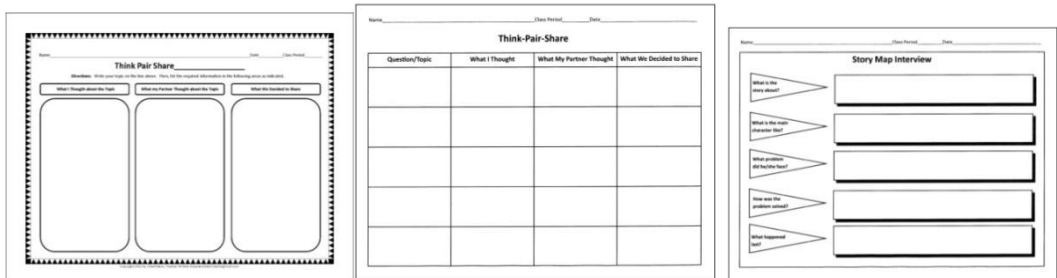 Name Date Class Period
Think Pair Share
Directions: Write your topic on the line above. Then, list the required information in the following areas as indicated.
What I Thought about the Topic
What my Partner Thought about the Topic
What We Decided to Share
Name Class Period Date
Think-Pair-Share
Question/Topic What I Thought What My Partner Thought What We Decided to Share
Name Class Period Date
Story Map Interview
What is the
story about?
What is the main
character like?
What problem
did he/she face?
How was the
problem solved?
What happened
last?